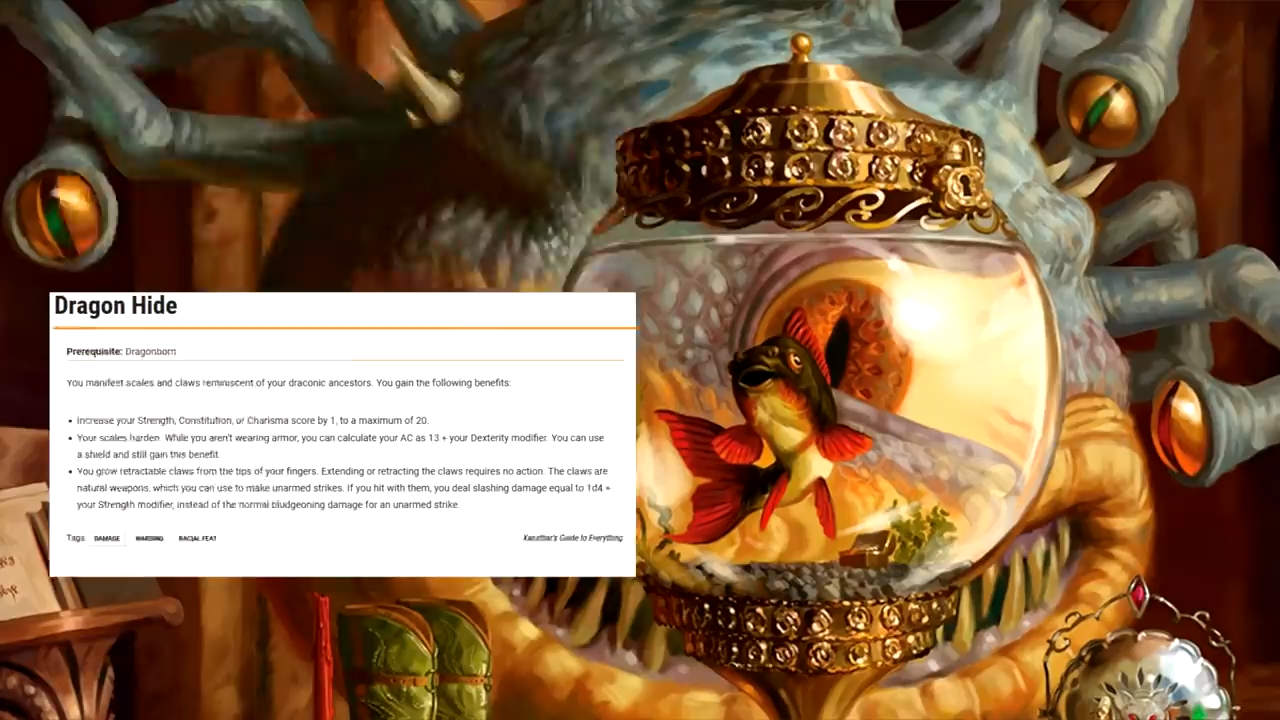 Dragon Hide
Prerequisite: Dragonborn
You manifest scales and claws reminiscent of your draconic ancestors. You gain the following benefits:
• Increase your Strength, Constitution, or Charisma score by 1, to a maximum of 20.
• Your scales harden. While you aren't wearing armor, you can calculate your AC as 13 + your Dexterity modifier. You can use
a shield and still gain this benefit.
• You grow retractable claws from the tips of your fingers. Extending or retracting the claws requires no action. The claws are
natural weapons, which you can use to make unarmed strikes. If you hit with them, you deal slashing damage equal to 1d4 +
your Strength modifier, instead of the normal bludgeoning damage for an unarmed strike.
Tags: DAMAGE WARDING RACIAL FEAT
Xanathar's Guide to Everything